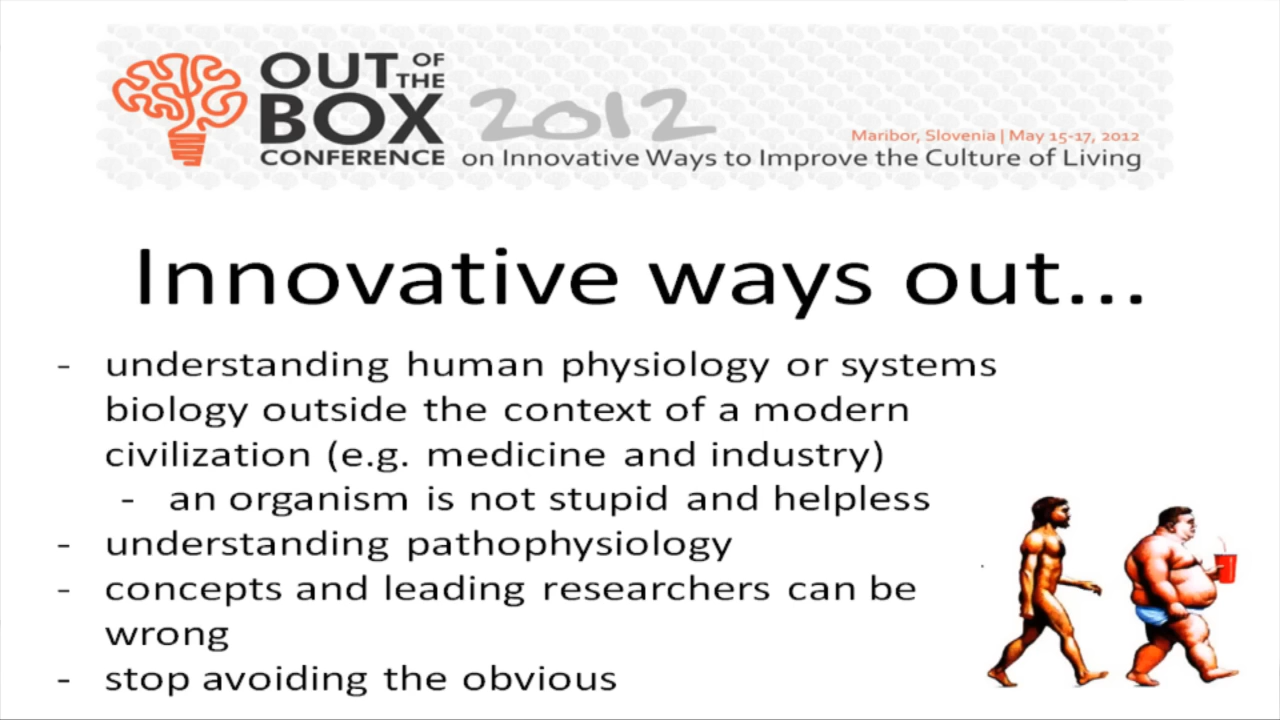 OUT OF THE
BOX 2012
Maribor, Slovenia | May 15-17, 2012
CONFERENCE on Innovative Ways to Improve the Culture of Living
Innovative ways out...
- understanding human physiology or systems
biology outside the context of a modern
civilization (e.g. medicine and industry)
- an organism is not stupid and helpless
- understanding pathophysiology
- concepts and leading researchers can be
wrong
- stop avoiding the obvious